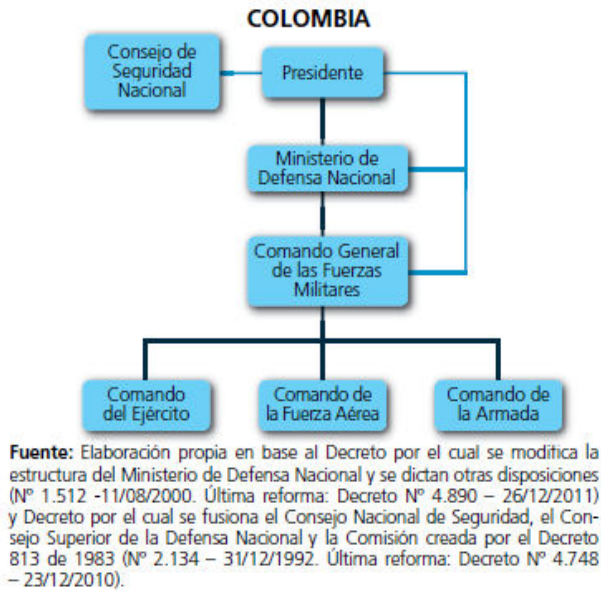 COLOMBIA
Consejo de
Seguridad
Nacional
Presidente
Ministerio de
Defensa Nacional
Comando General
de las Fuerzas
Militares
Comando
del Ejército
Comando de
la Fuerza Aérea
Comando de
la Armada
Fuente: Elaboración propia en base al Decreto por el cual se modifica la
estructura del Ministerio de Defensa Nacional y se dictan otras disposiciones
(Nº 1.512 -11/08/2000. Última reforma: Decreto Nº 4.890 – 26/12/2011)
y Decreto por el cual se fusiona el Consejo Nacional de Seguridad, el Con-
sejo Superior de la Defensa Nacional y la Comisión creada por el Decreto
813 de 1983 (Nº 2.134 – 31/12/1992. Última reforma: Decreto Nº 4.748
– 23/12/2010).